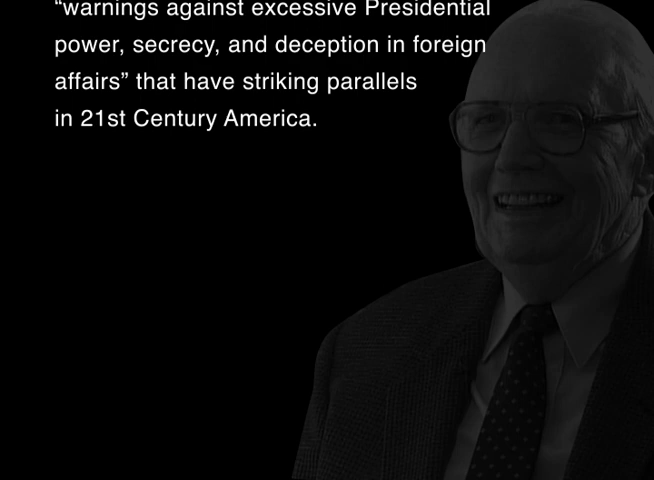 “warnings against excessive Presidential
power, secrecy, and deception in foreign
affairs” that have striking parallels
in 21st Century America.